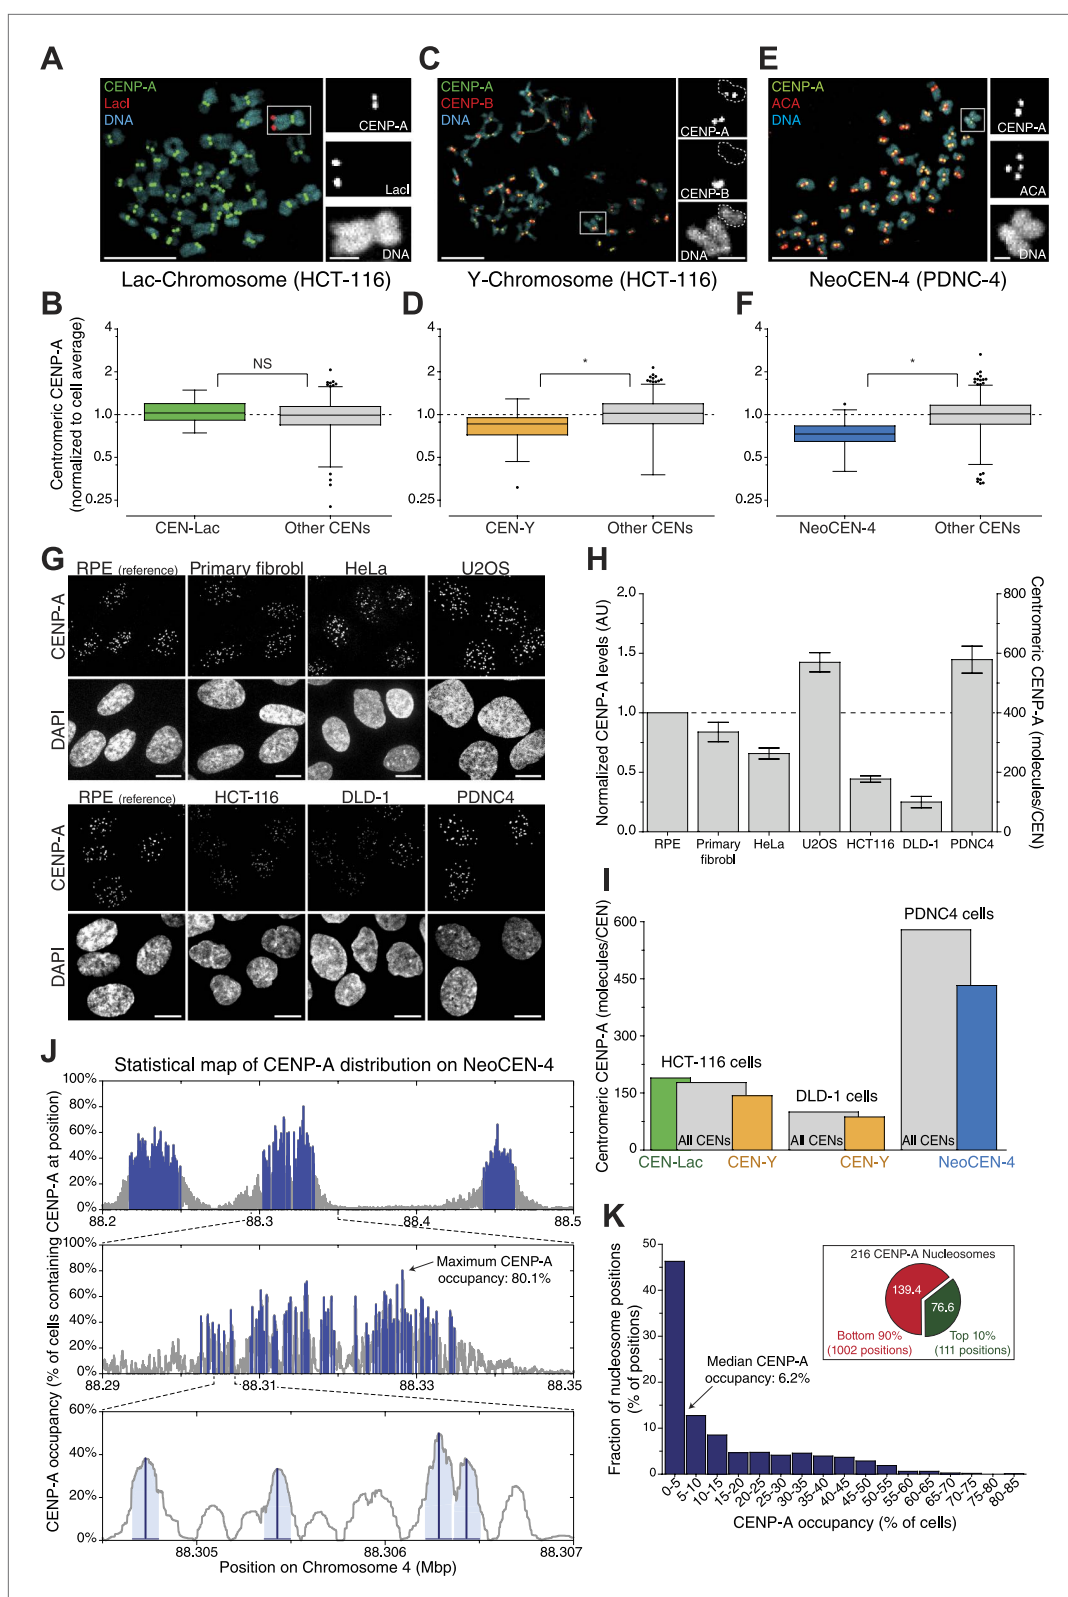 A
C
E
CENP-A
LacI
DNA
CENP-A
LacI
DNA
CENP-A
CENP-B
DNA
CENP-A
CENP-B
DNA
CENP-A
ACA
DNA
CENP-A
ACA
DNA
Lac-Chromosome (HCT-116)
Y-Chromosome (HCT-116)
NeoCEN-4 (PDNC-4)
B
D
F
Centromeric CENP-A
(normalized to cell average)
4
2
1.0
0.5
0.25
NS
CEN-Lac
Other CENs
4
2
1.0
0.5
0.25
*
CEN-Y
Other CENs
4
2
1.0
0.5
0.25
*
NeoCEN-4
Other CENs
G
RPE (reference)
Primary fibrobl
HeLa
U2OS
CENP-A
DAPI
RPE (reference)
HCT-116
DLD-1
PDNC4
CENP-A
DAPI
H
Normalized CENP-A levels (AU)
2.0
1.5
1.0
0.5
0.0
800
600
400
200
0
Centromeric CENP-A
(molecules/CEN)
RPE
Primary
fibrobl
HeLa
U2OS
HCT116
DLD-1
PDNC4
I
Centromeric CENP-A (molecules/CEN)
600
450
300
150
0
PDNC4 cells
HCT-116 cells
DLD-1 cells
All CENs
All CENs
All CENs
CEN-Lac
CEN-Y
CEN-Y
NeoCEN-4
J
Statistical map of CENP-A distribution on NeoCEN-4
CENP-A occupancy (% of cells containing CENP-A at position)
100%
80%
60%
40%
20%
0%
88.2
88.3
88.4
88.5
100%
80%
60%
40%
20%
0%
Maximum CENP-A
occupancy: 80.1%
88.29
88.31
88.33
88.35
60%
40%
20%
0%
88.305
88.306
88.307
Position on Chromosome 4 (Mbp)
K
Fraction of nucleosome positions
(% of positions)
50
40
30
20
10
0
216 CENP-A Nucleosomes
139.4
76.6
Bottom 90%
(1002 positions)
Top 10%
(111 positions)
Median CENP-A
occupancy: 6.2%
0-5
5-10
10-15
15-20
20-25
25-30
30-35
35-40
40-45
45-50
50-55
55-60
60-65
65-70
70-75
75-80
80-85
CENP-A occupancy (% of cells)